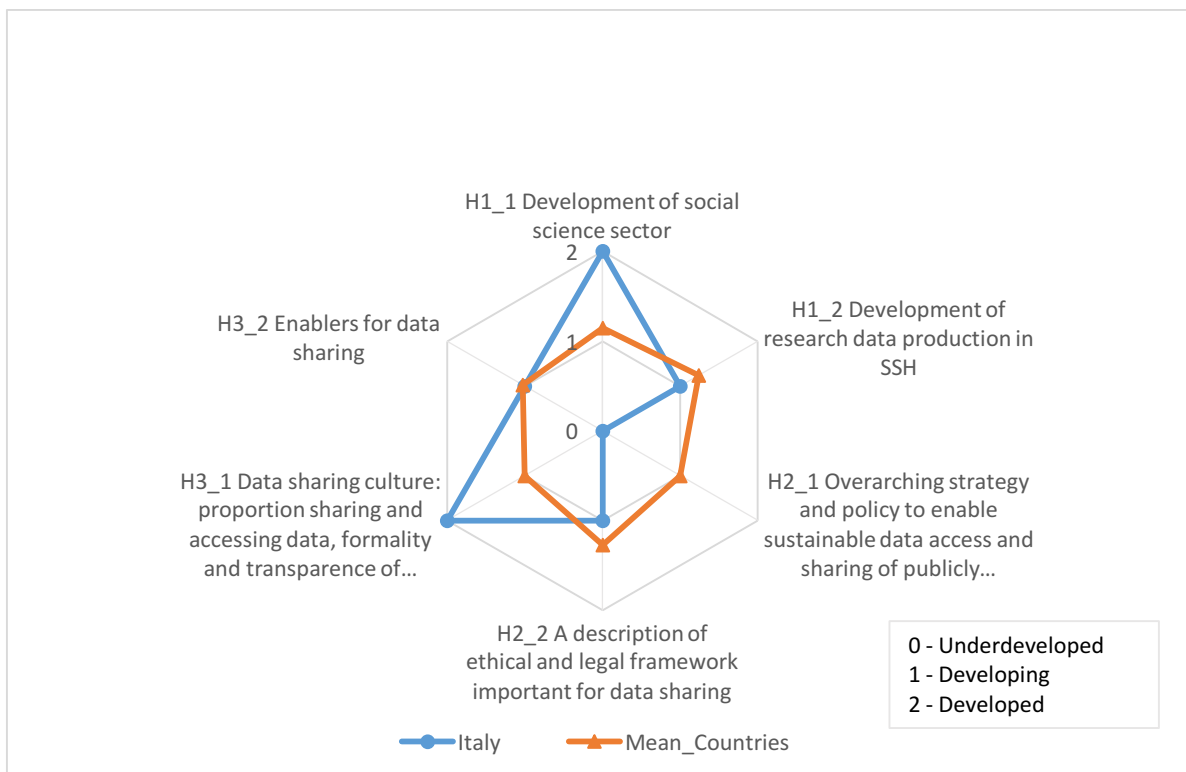 H1_1 Development of social
science sector
2
H1_2 Development of
research data production in
SSH
H3_2 Enablers for data
sharing
1
0
H3_1 Data sharing culture:
proportion sharing and
accessing data, formality
and transparence of...
H2_1 Overarching strategy
and policy to enable
sustainable data access and
sharing of publicly...
H2_2 A description of
ethical and legal framework
important for data sharing
0 - Underdeveloped
1 - Developing
2 - Developed
Italy
Mean_Countries